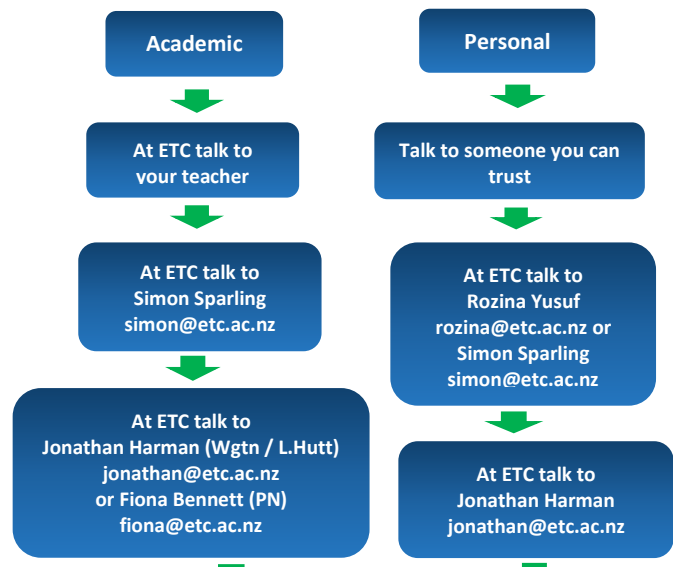 Academic
At ETC talk to
your teacher
At ETC talk to
Simon Sparling
simon@etc.ac.nz
At ETC talk to
Jonathan Harman (Wgtn / L.Hutt)
jonathan@etc.ac.nz
or Fiona Bennett (PN)
fiona@etc.ac.nz
Personal
Talk to someone you can
trust
At ETC talk to
Rozina Yusuf
rozina@etc.ac.nz or
Simon Sparling
simon@etc.ac.nz
At ETC talk to
Jonathan Harman
jonathan@etc.ac.nz